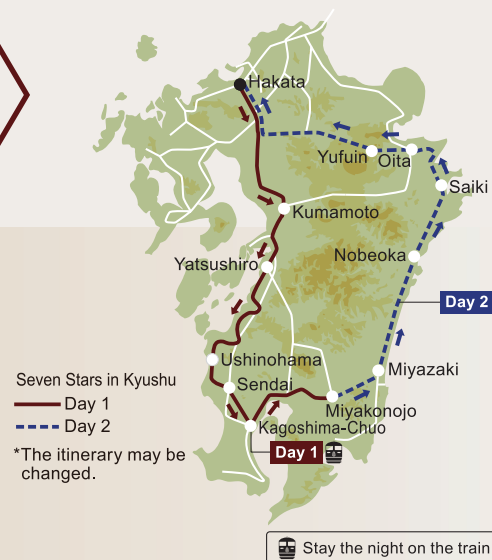 Hakata
Yufuin
Oita
Saiki
Kumamoto
Nobeoka
Yatsushiro
Day 2
Ushinohama
Miyazaki
Seven Stars in Kyushu
Sendai
Day 1
Miyakonojo
Day 2
Kagoshima-Chuo
*The itinerary may be
changed.
Day 1
Stay the night on the train